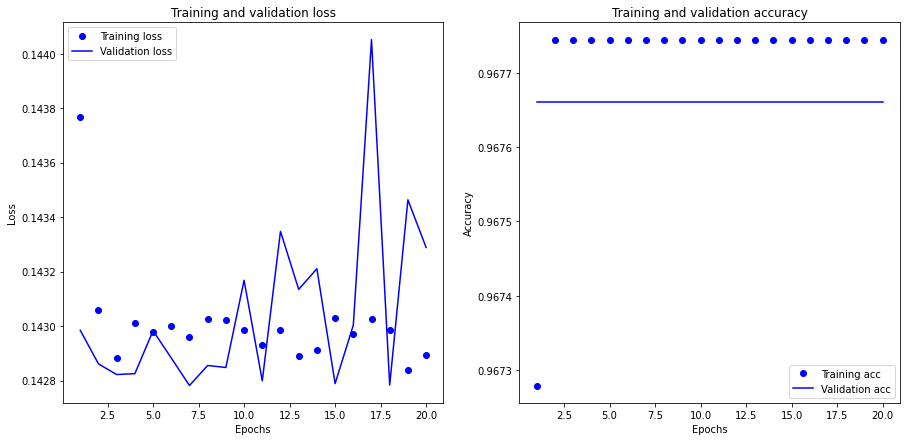 Training and validation loss
Training loss
Validation loss
0.1440
0.1438
0.1436
0.1434
0.1432
0.1430
0.1428
Loss
2.5 5.0 7.5 10.0 12.5 15.0 17.5 20.0
Epochs
Training and validation accuracy
0.9677
0.9676
0.9675
0.9674
0.9673
Accuracy
Training acc
Validation acc
2.5 5.0 7.5 10.0 12.5 15.0 17.5 20.0
Epochs